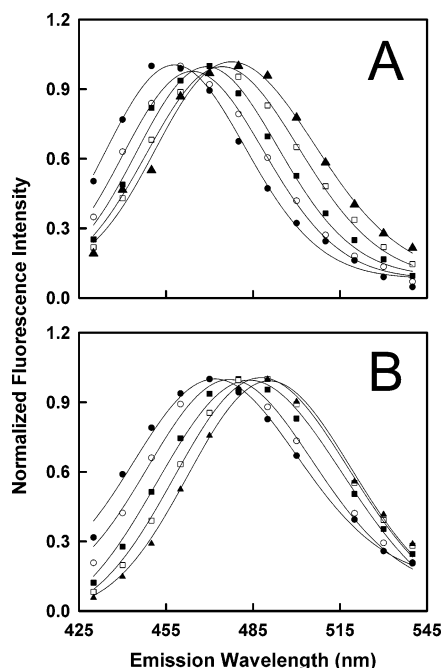 1.2
A
0.9
0.6
0.3
0.0
1.2
B
0.9
0.6
0.3
0.0
425 455 485 515 545
Normalized Fluorescence Intensity
Emission Wavelength (nm)